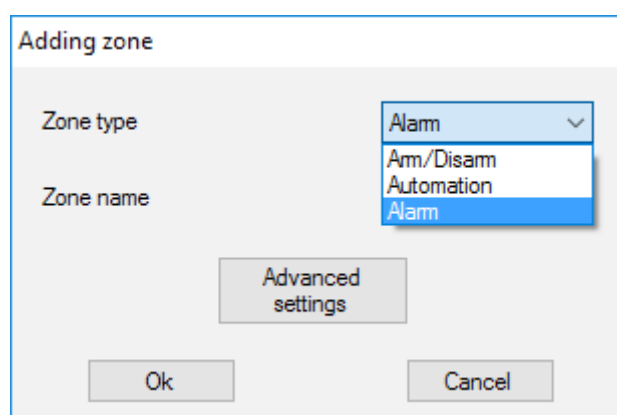 Adding zone
Zone type
Alarm
Arm/Disarm
Automation
Zone name
Alarm
Advanced
settings
Ok
Cancel